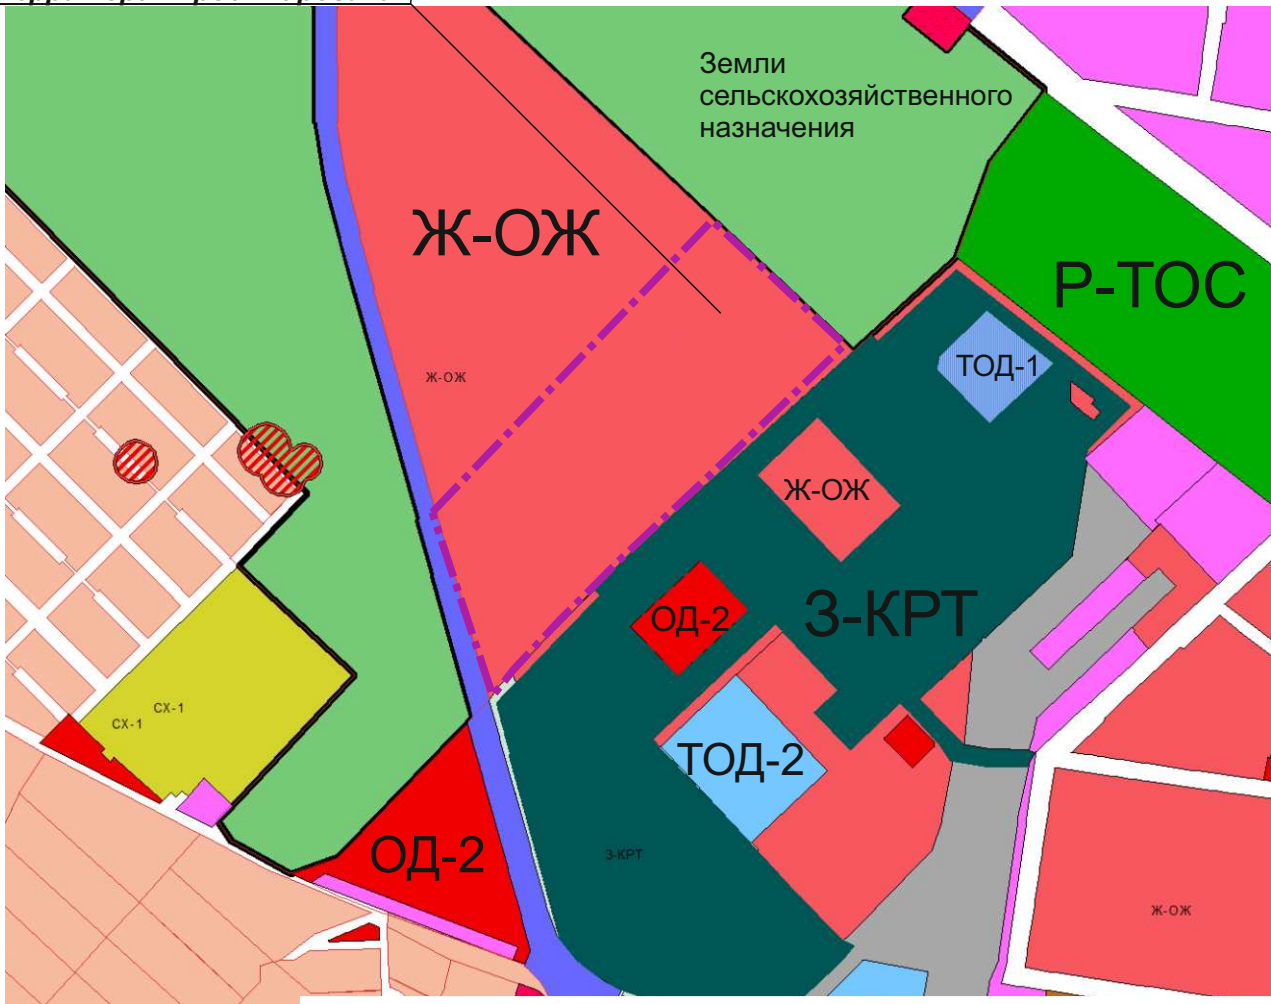 Земли
сельскохозяйственного
назначения
Ж-ОЖ
Р-ТОС
ТОД-1
Ж-ОЖ
Ж-ОЖ
ОД-2
З-КРТ
СХ-1
СХ-1
ТОД-2
ОД-2
З-КРТ
Ж-ОЖ